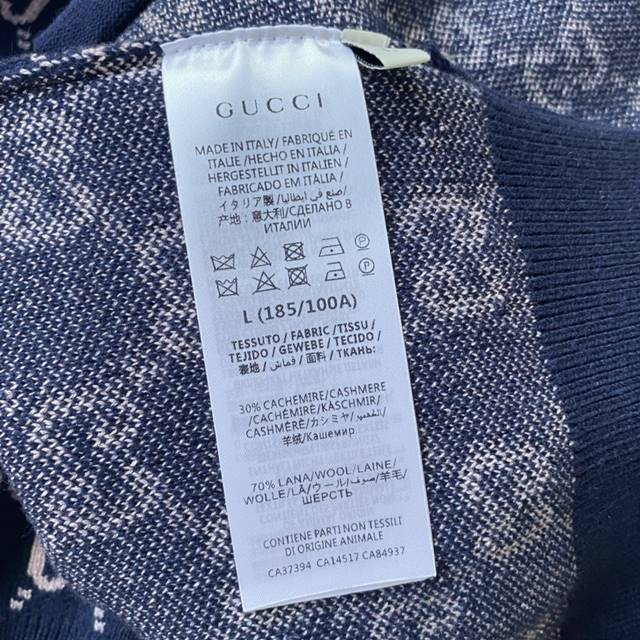 GUCCI
MADE IN ITALY/ FABRIQUÉ EN
ITALIE /HECHO EN ITALIA /
HERGESTELLT IN ITALIEN /
FABRICADO EM ITÁLIA /
イタリア製 /صنع في ايطاليا/
产地：意大利/СДЕЛАНО В
ИТАЛИИ
L (185/100A)
TESSUTO / FABRIC /TISSU /
TEJIDO / GEWEBE / TECIDO /
表地 / قماش / 面料 / ТКАНЬ:
30% CACHEMIRE/CASHMERE
/CACHEMIRE/KASCHMIR/
CASHMERE/カシミヤ/
羊绒/Кашемир
70% LANA/WOOL/LAINE/
WOLLE/LÃ/ウール/صوف/羊毛/
ШЕРСТЬ
CONTIENE PARTI NON TESSILI
DI ORIGINE ANIMALE
CA37394 CA14517 CA84937